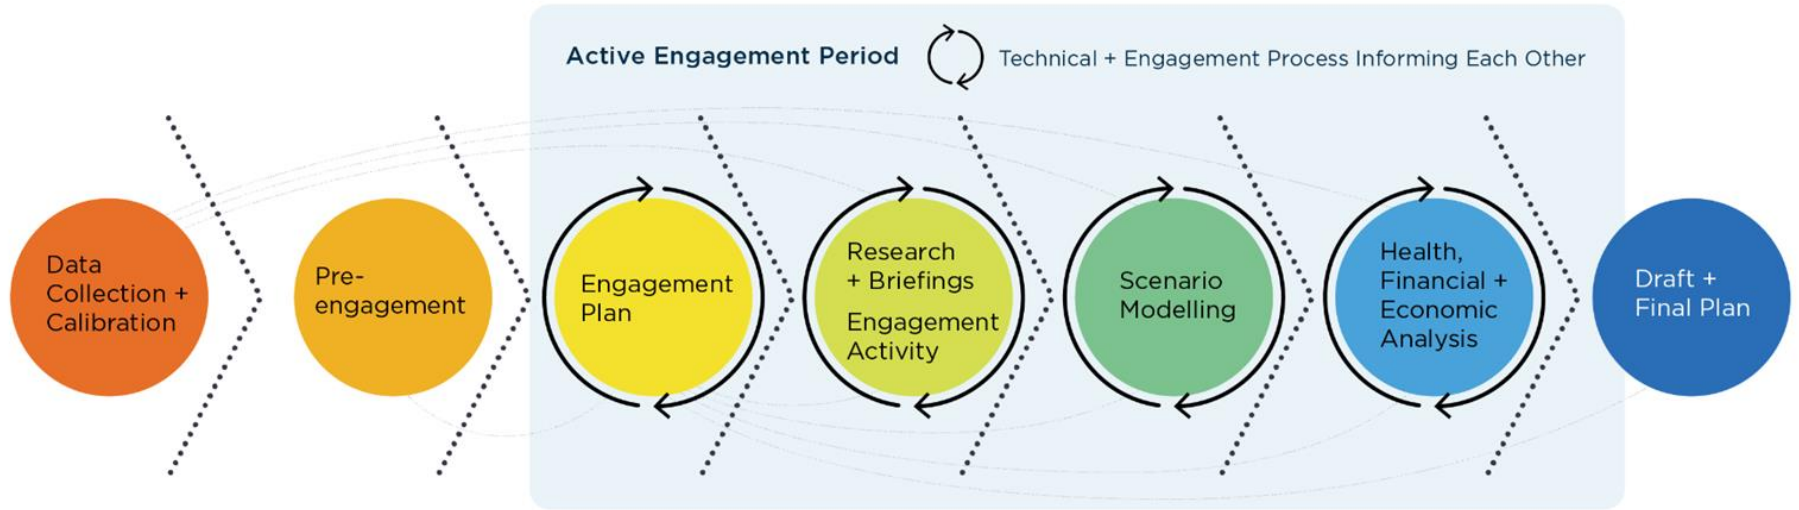 Active Engagement Period
Technical + Engagement Process Informing Each Other
Data
Collection +
Calibration
Pre-
engagement
Engagement
Plan
Research
+ Briefings
Engagement
Activity
Scenario
Modelling
Health,
Financial +
Economic
Analysis
Draft +
Final Plan